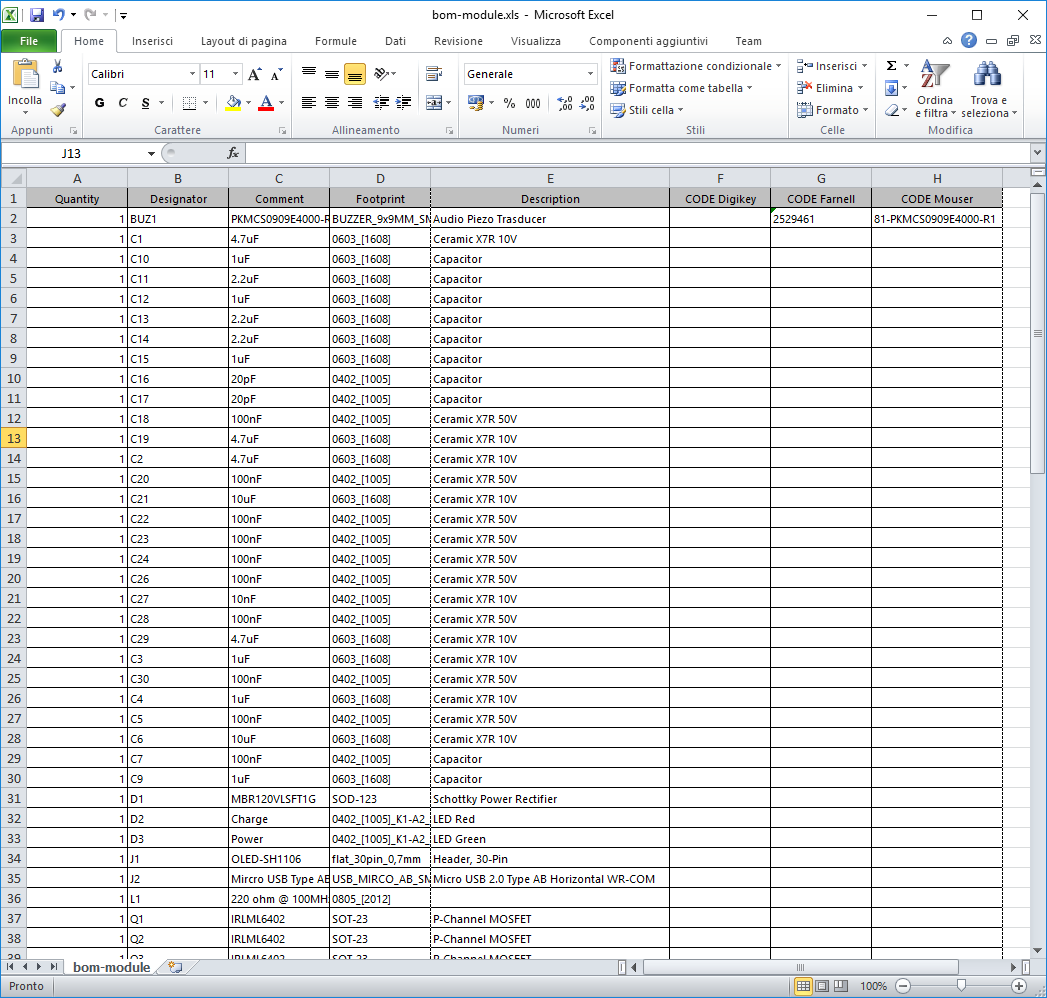 bom-module.xls - Microsoft Excel
File Home Inserisci Layout di pagina Formule Dati Revisione Visualizza Componenti aggiuntivi Team
Incolla
Appunti
Calibri 11
G C S
Carattere
Allineamento
Generale
% 000
Numeri
Formattazione condizionale
Formatta come tabella
Stili cella
Stili
Inserisci
Elimina
Formato
Celle
Σ
Ordina e filtra
Trova e seleziona
Modifica
J13 fx
A B C D E F G H
1 Quantity Designator Comment Footprint Description CODE Digikey CODE Farnell CODE Mouser
2 1 BUZ1 PKMCS0909E4000-R BUZZER_9x9MM_SM Audio Piezo Trasducer 2529461 81-PKMCS0909E4000-R1
3 1 C1 4.7uF 0603_[1608] Ceramic X7R 10V
4 1 C10 1uF 0603_[1608] Capacitor
5 1 C11 2.2uF 0603_[1608] Capacitor
6 1 C12 1uF 0603_[1608] Capacitor
7 1 C13 2.2uF 0603_[1608] Capacitor
8 1 C14 2.2uF 0603_[1608] Capacitor
9 1 C15 1uF 0603_[1608] Capacitor
10 1 C16 20pF 0402_[1005] Capacitor
11 1 C17 20pF 0402_[1005] Capacitor
12 1 C18 100nF 0402_[1005] Ceramic X7R 50V
13 1 C19 4.7uF 0603_[1608] Ceramic X7R 10V
14 1 C2 4.7uF 0603_[1608] Ceramic X7R 10V
15 1 C20 100nF 0402_[1005] Ceramic X7R 50V
16 1 C21 10uF 0603_[1608] Ceramic X7R 10V
17 1 C22 100nF 0402_[1005] Ceramic X7R 50V
18 1 C23 100nF 0402_[1005] Ceramic X7R 50V
19 1 C24 100nF 0402_[1005] Ceramic X7R 50V
20 1 C26 100nF 0402_[1005] Ceramic X7R 50V
21 1 C27 10nF 0402_[1005] Ceramic X7R 10V
22 1 C28 100nF 0402_[1005] Ceramic X7R 50V
23 1 C29 4.7uF 0603_[1608] Ceramic X7R 10V
24 1 C3 1uF 0603_[1608] Ceramic X7R 10V
25 1 C30 100nF 0402_[1005] Ceramic X7R 50V
26 1 C4 1uF 0603_[1608] Ceramic X7R 10V
27 1 C5 100nF 0402_[1005] Ceramic X7R 50V
28 1 C6 10uF 0603_[1608] Ceramic X7R 10V
29 1 C7 100nF 0402_[1005] Capacitor
30 1 C9 1uF 0603_[1608] Capacitor
31 1 D1 MBR120VLSFT1G SOD-123 Schottky Power Rectifier
32 1 D2 Charge 0402_[1005]_K1-A2_ LED Red
33 1 D3 Power 0402_[1005]_K1-A2_ LED Green
34 1 J1 OLED-SH1106 flat_30pin_0,7mm Header, 30-Pin
35 1 J2 Mircro USB Type AB USB_MIRCO_AB_SM Micro USB 2.0 Type AB Horizontal WR-COM
36 1 L1 220 ohm @ 100MH 0805_[2012]
37 1 Q1 IRLML6402 SOT-23 P-Channel MOSFET
38 1 Q2 IRLML6402 SOT-23 P-Channel MOSFET
39 1 Q3 IRLML6402 SOT-23 P-Channel MOSFET
bom-module
Pronto 100%